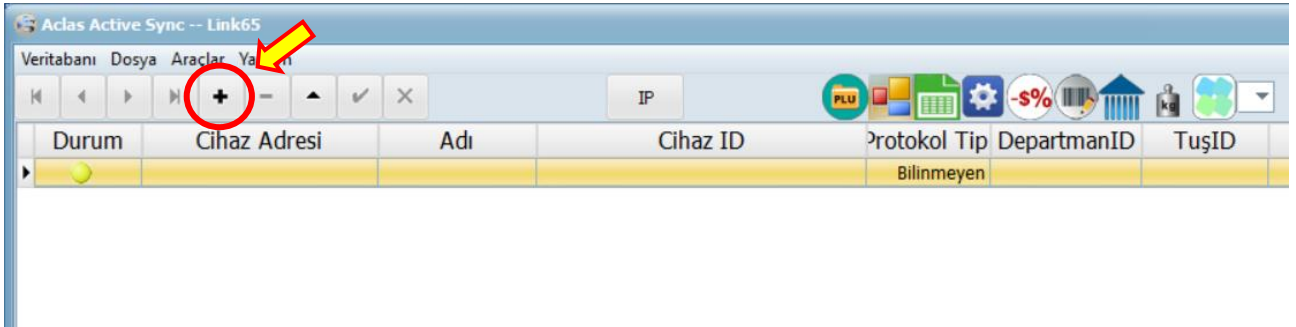 Aclas Active Sync -- Link65
Veritabanı Dosya Araçlar
IP PLU -$% kg
Durum Cihaz Adresi Adı Cihaz ID Protokol Tip DepartmanID TuşID
Bilinmeyen